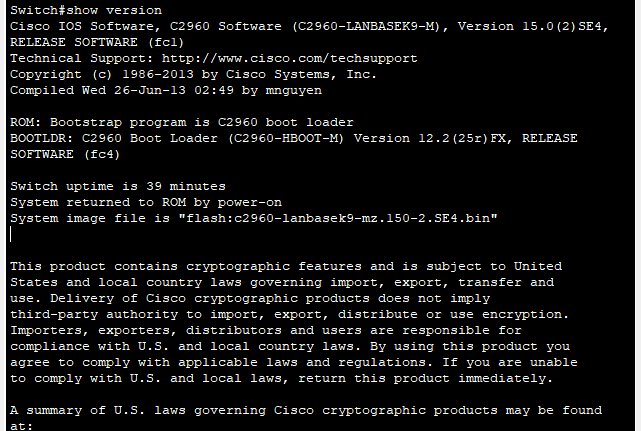 Switch#show version
Cisco IOS Software, C2960 Software (C2960-LANBASEK9-M), Version 15.0(2)SE4,
RELEASE SOFTWARE (fc1)
Technical Support: http://www.cisco.com/techsupport
Copyright (c) 1986-2013 by Cisco Systems, Inc.
Compiled Wed 26-Jun-13 02:49 by mnguyen
ROM: Bootstrap program is C2960 boot loader
BOOTLDR: C2960 Boot Loader (C2960-HBOOT-M) Version 12.2(25r)FX, RELEASE
SOFTWARE (fc4)
Switch uptime is 39 minutes
System returned to ROM by power-on
System image file is "flash:c2960-lanbasek9-mz.150-2.SE4.bin"
This product contains cryptographic features and is subject to United
States and local country laws governing import, export, transfer and
use. Delivery of Cisco cryptographic products does not imply
third-party authority to import, export, distribute or use encryption.
Importers, exporters, distributors and users are responsible for
compliance with U.S. and local country laws. By using this product you
agree to comply with applicable laws and regulations. If you are unable
to comply with U.S. and local laws, return this product immediately.
A summary of U.S. laws governing Cisco cryptographic products may be found
at: